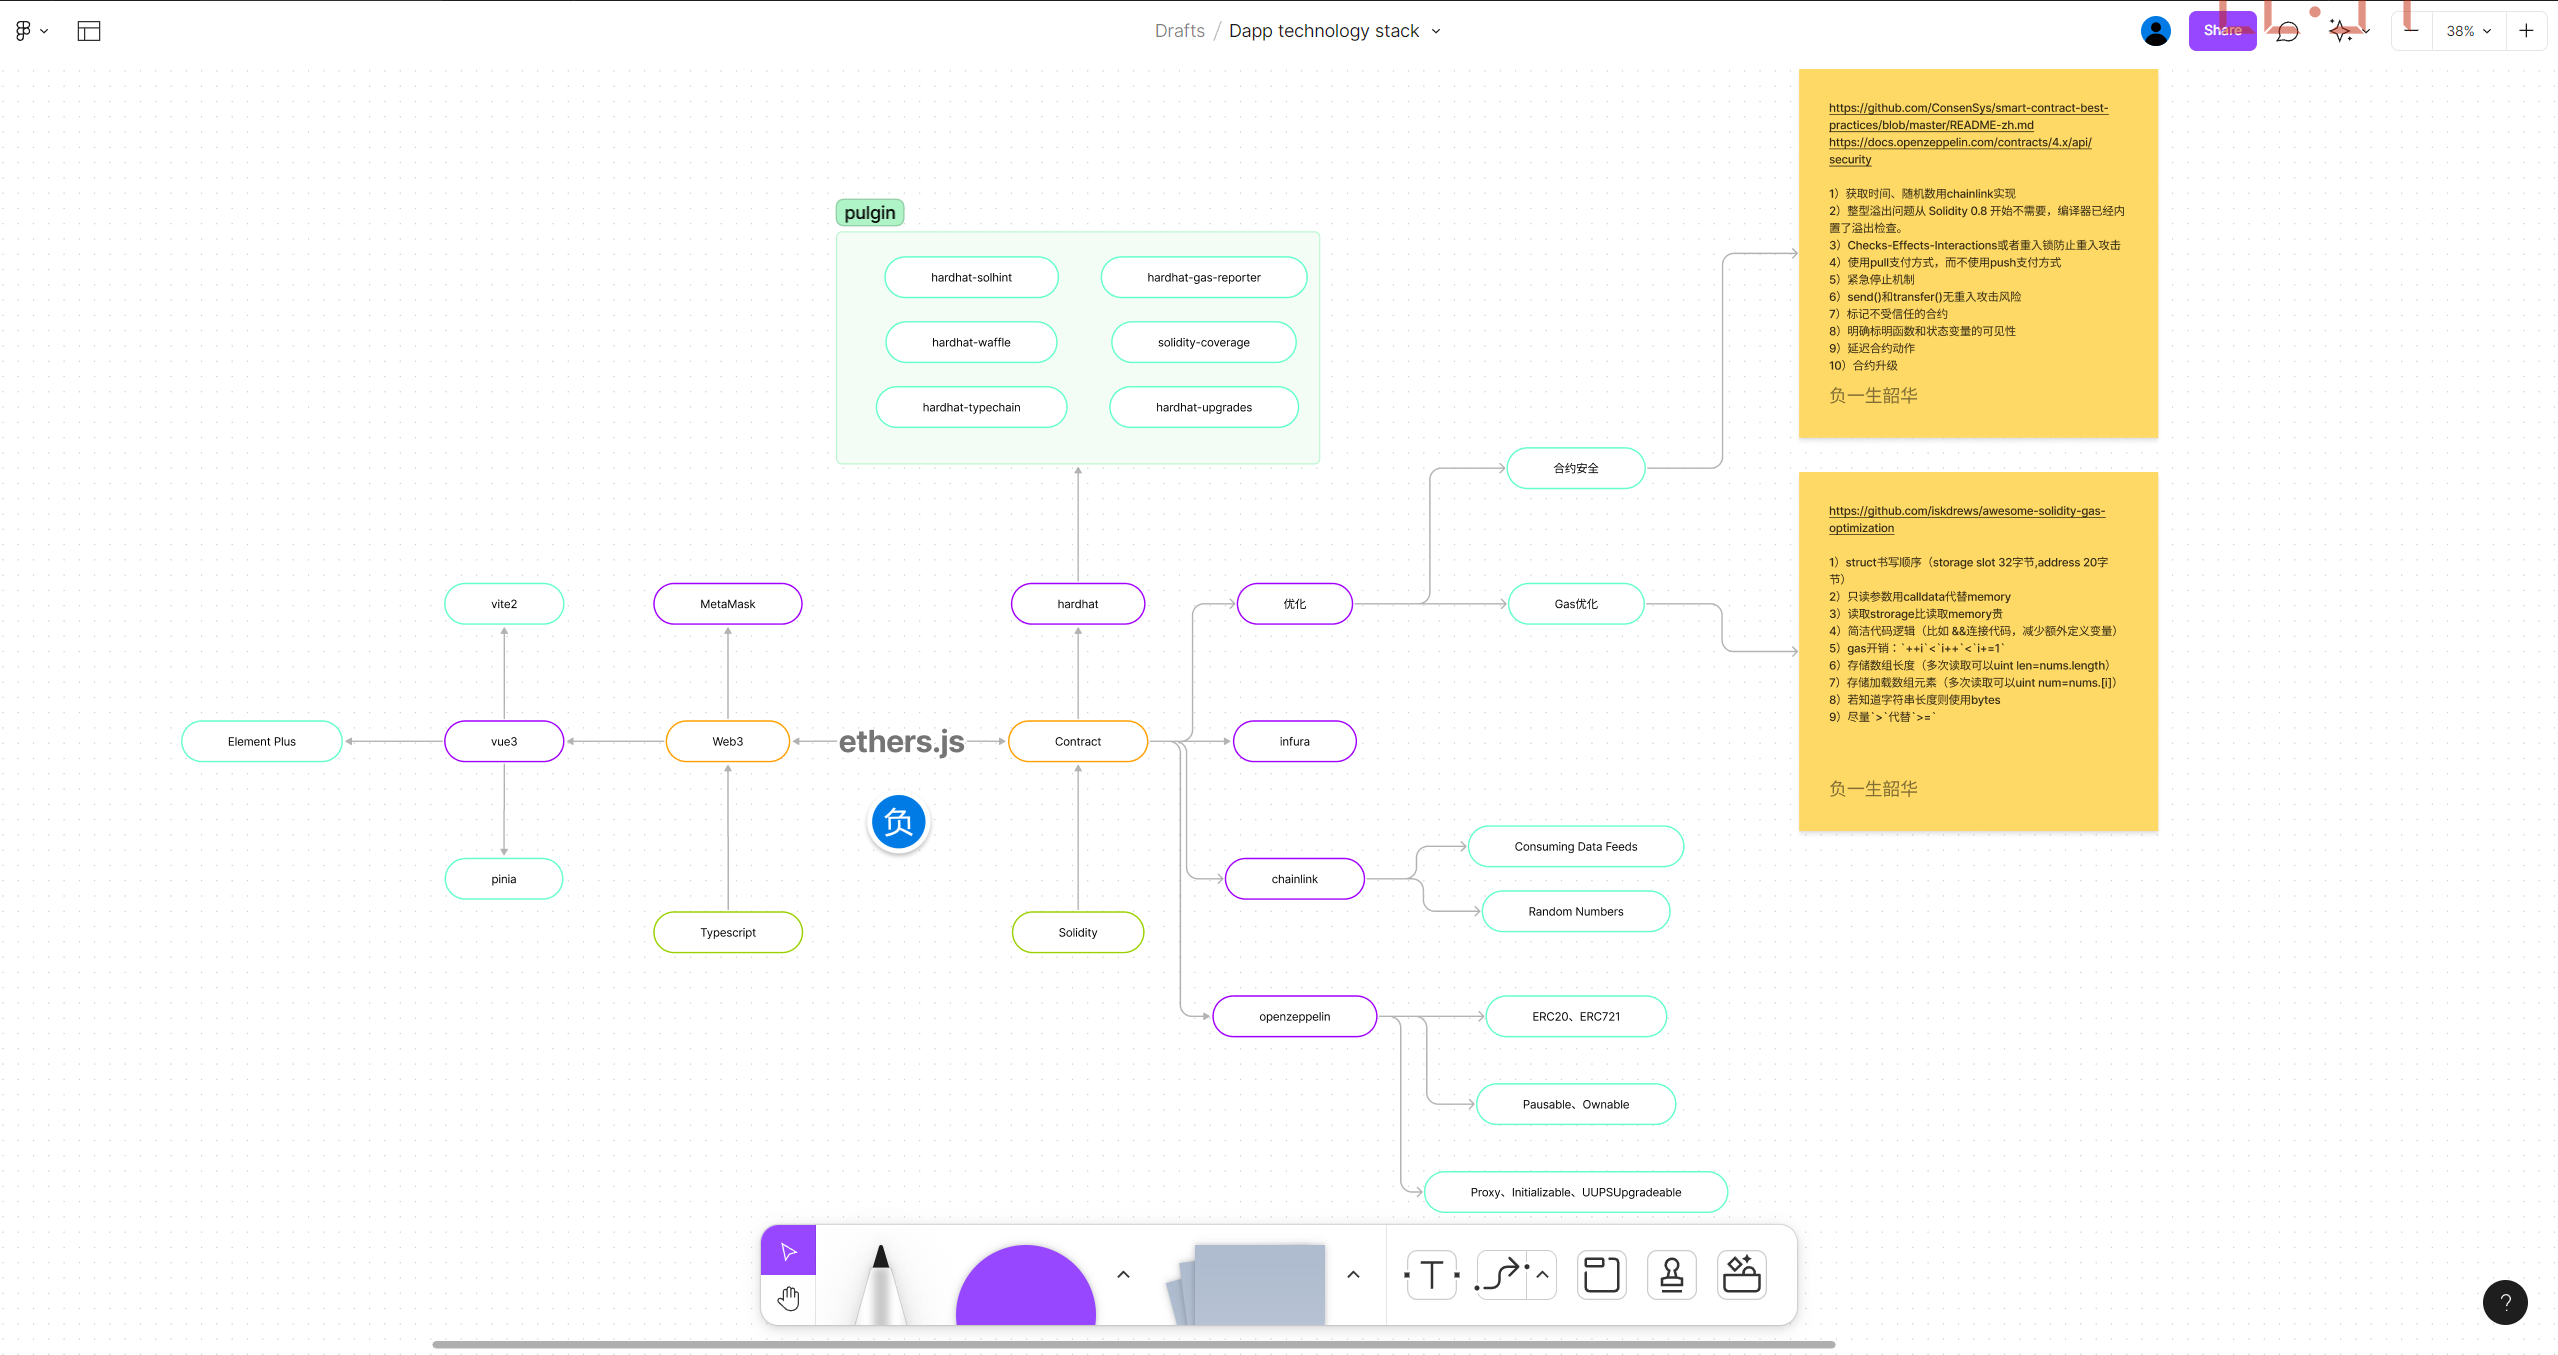 Drafts / Dapp technology stack
Share
38%
https://github.com/ConsenSys/smart-contract-best-
practices/blob/master/README-zh.md
https://docs.openzeppelin.com/contracts/4.x/api/
security
1）获取时间、随机数用chainlink实现
2）整型溢出问题从 Solidity 0.8 开始不需要，编译器已经内
置了溢出检查。
3）Checks-Effects-Interactions或者重入锁防止重入攻击
4）使用pull支付方式，而不使用push支付方式
5）紧急停止机制
6）send()和transfer()无重入攻击风险
7）标记不受信任的合约
8）明确标明函数和状态变量的可见性
9）延迟合约动作
10）合约升级
负一生韶华
pulgin
hardhat-solhint
hardhat-gas-reporter
hardhat-waffle
solidity-coverage
hardhat-typechain
hardhat-upgrades
合约安全
https://github.com/iskdrews/awesome-solidity-gas-
optimization
1）struct书写顺序（storage slot 32字节,address 20字
节）
2）只读参数用calldata代替memory
3）读取strorage比读取memory贵
4）简洁代码逻辑（比如 &&连接代码，减少额外定义变量）
5）gas开销：`++i`<`i++`<`i+=1`
6）存储数组长度（多次读取可以uint len=nums.length）
7）存储加载数组元素（多次读取可以uint num=nums.[i]）
8）若知道字符串长度则使用bytes
9）尽量`>`代替`>=`
负一生韶华
vite2
MetaMask
hardhat
优化
Gas优化
Element Plus
vue3
Web3
ethers.js
Contract
infura
负
Consuming Data Feeds
pinia
chainlink
Random Numbers
Typescript
Solidity
openzeppelin
ERC20、ERC721
Pausable、Ownable
Proxy、Initializable、UUPSUpgradeable
T
?